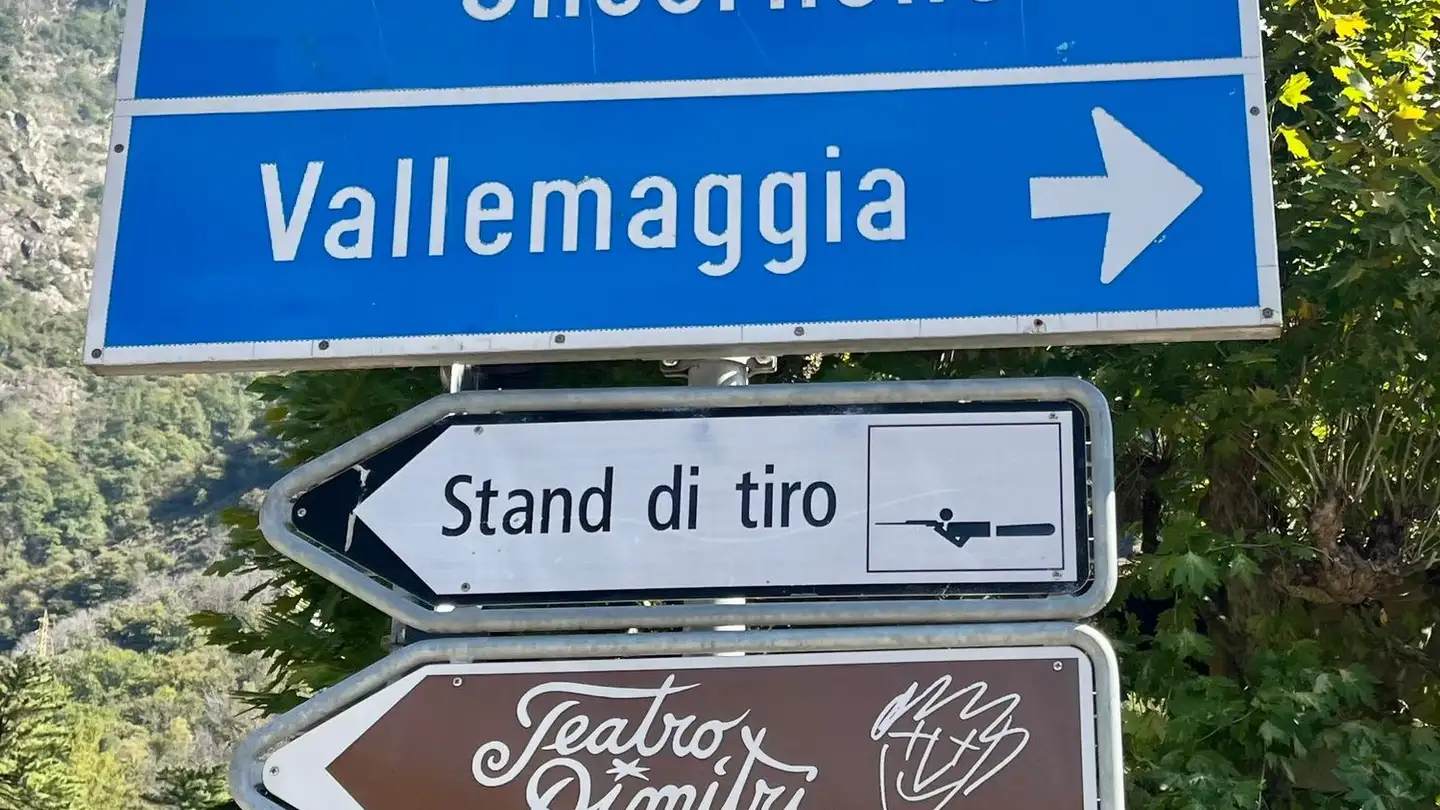 Vallemaggia
Stand di tiro
Teatro
Dimitri